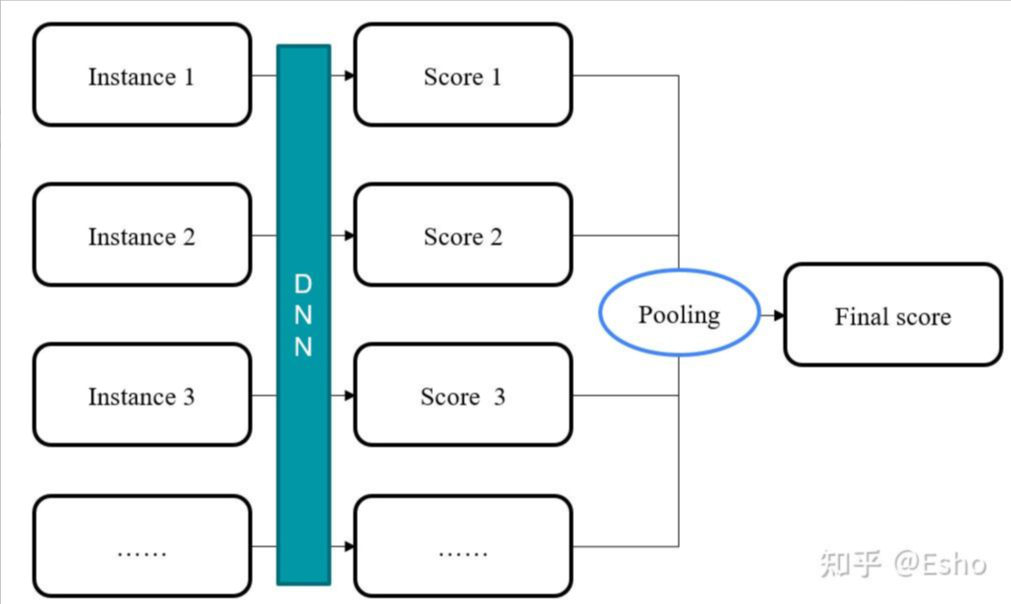 Instance 1
Score 1
Instance 2
Score 2
D
N
N
Pooling
Final score
Instance 3
Score 3
......
......
知乎 @Esho